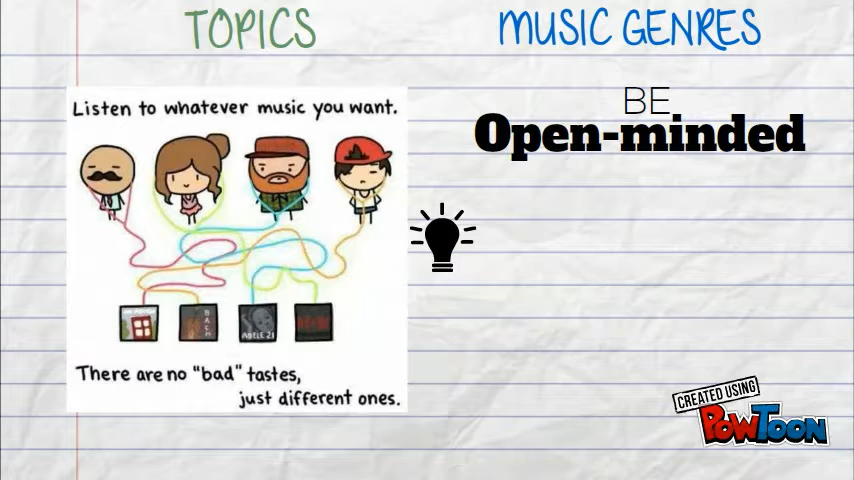 TOPICS
MUSIC GENRES
Listen to whatever music you want.
BACH
ADELE 21
There are no "bad" tastes,
just different ones.
BE
Open-minded
CREATED USING
POWTOON